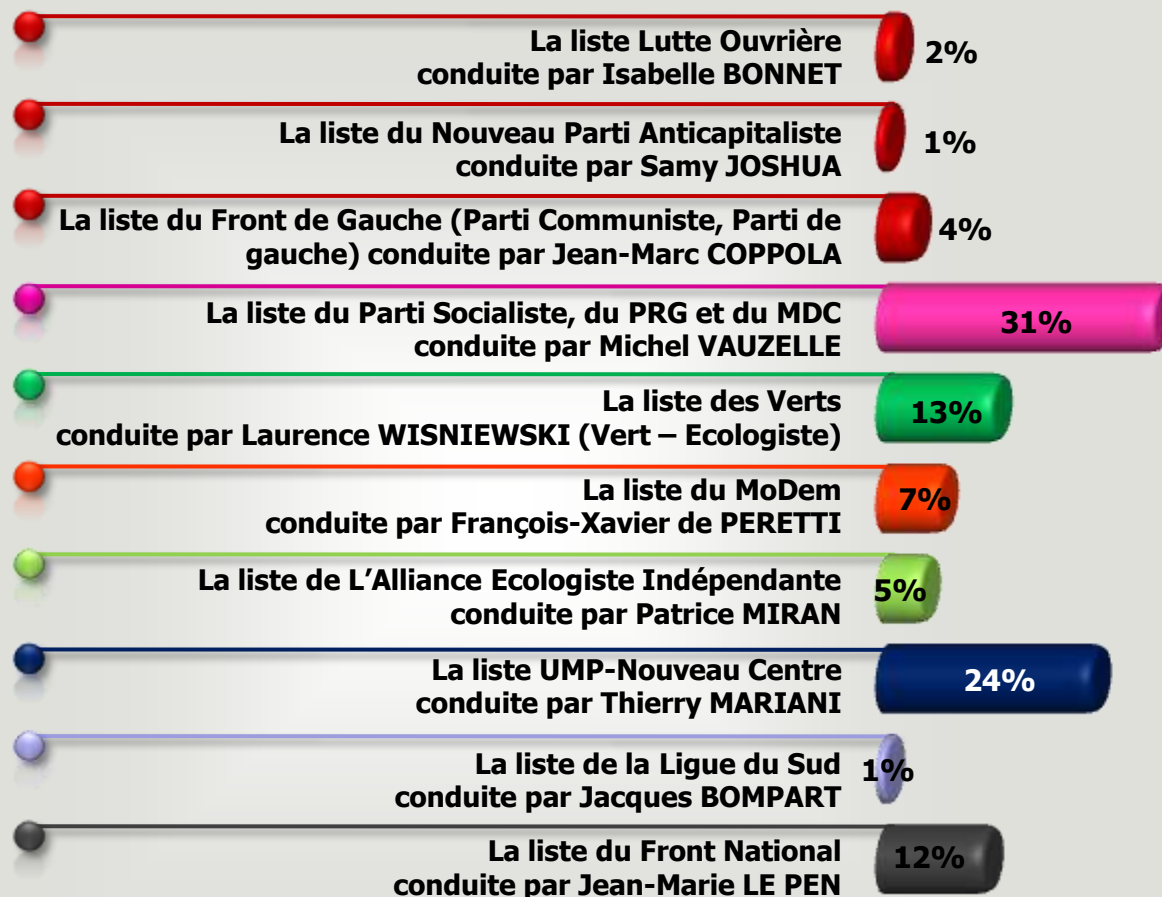 La liste Lutte Ouvrière
conduite par Isabelle BONNET
2%
La liste du Nouveau Parti Anticapitaliste
conduite par Samy JOSHUA
1%
La liste du Front de Gauche (Parti Communiste, Parti de
gauche) conduite par Jean-Marc COPPOLA
4%
La liste du Parti Socialiste, du PRG et du MDC
conduite par Michel VAUZELLE
31%
La liste des Verts
conduite par Laurence WISNIEWSKI (Vert – Ecologiste)
13%
La liste du MoDem
conduite par François-Xavier de PERETTI
7%
La liste de L’Alliance Ecologiste Indépendante
conduite par Patrice MIRAN
5%
La liste UMP-Nouveau Centre
conduite par Thierry MARIANI
24%
La liste de la Ligue du Sud
conduite par Jacques BOMPART
1%
La liste du Front National
conduite par Jean-Marie LE PEN
12%